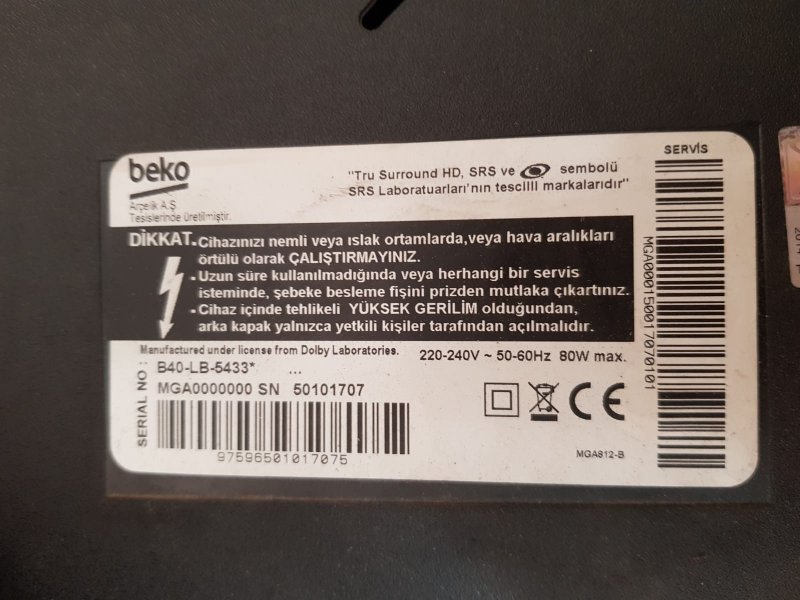 beko
Arçelik A.Ş.
Tesislerinde üretilmiştir.
"Tru Surround HD, SRS ve sembolü
SRS Laboratuarları'nın tescilli markalarıdır"
SERVİS
DİKKAT
• Cihazınızı nemli veya ıslak ortamlarda,veya hava aralıkları
örtülü olarak ÇALIŞTIRMAYINIZ.
• Uzun süre kullanılmadığında veya herhangi bir servis
isteminde, şebeke besleme fişini prizden mutlaka çıkartınız.
• Cihaz içinde tehlikeli YÜKSEK GERİLİM olduğundan,
arka kapak yalnızca yetkili kişiler tarafından açılmalıdır.
Manufactured under license from Dolby Laboratories.
220-240V ~ 50-60Hz 80W max.
SERIAL NO :
B40-LB-5433* ...
MGA0000000 SN 50101707
97596501017075
CE
MGA812-B
MGA000150017070101